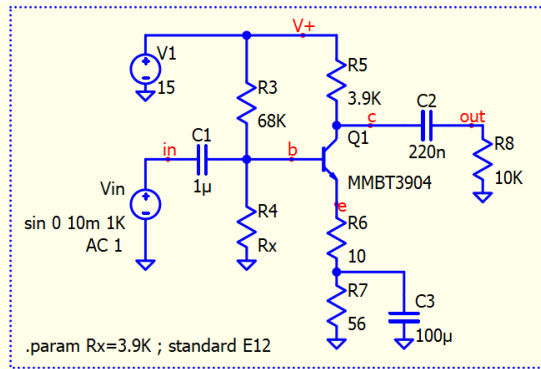 V+
V1
15
R3
68K
R5
3.9K
C2
220n
out
c
Q1
R8
10K
in
C1
1µ
b
MMBT3904
Vin
sin 0 10m 1K
AC 1
R4
Rx
e
R6
10
R7
56
C3
100µ
.param Rx=3.9K ; standard E12